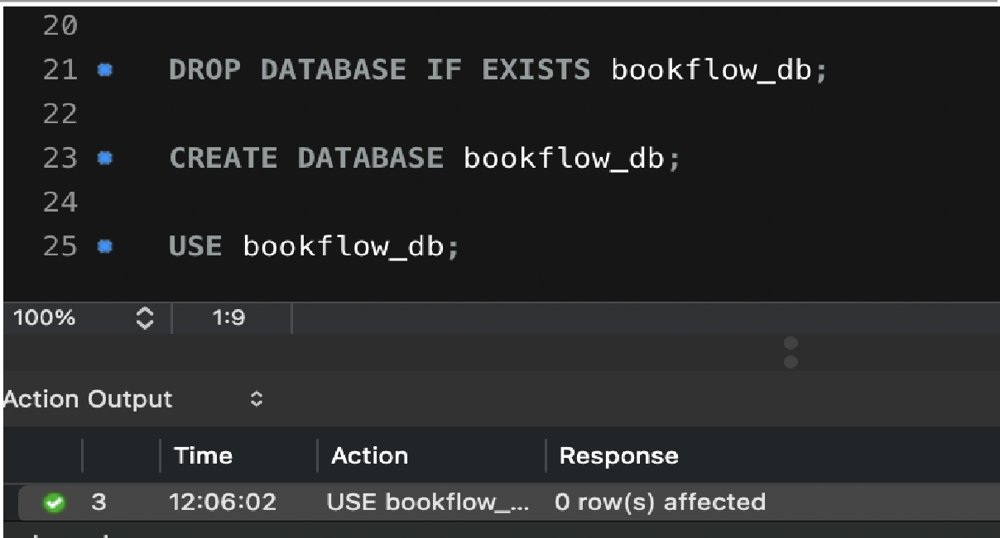 20
21 DROP DATABASE IF EXISTS bookflow_db;
22
23 CREATE DATABASE bookflow_db;
24
25 USE bookflow_db;
100% 1:9
Action Output
Time Action Response
3 12:06:02 USE bookflow_... 0 row(s) affected